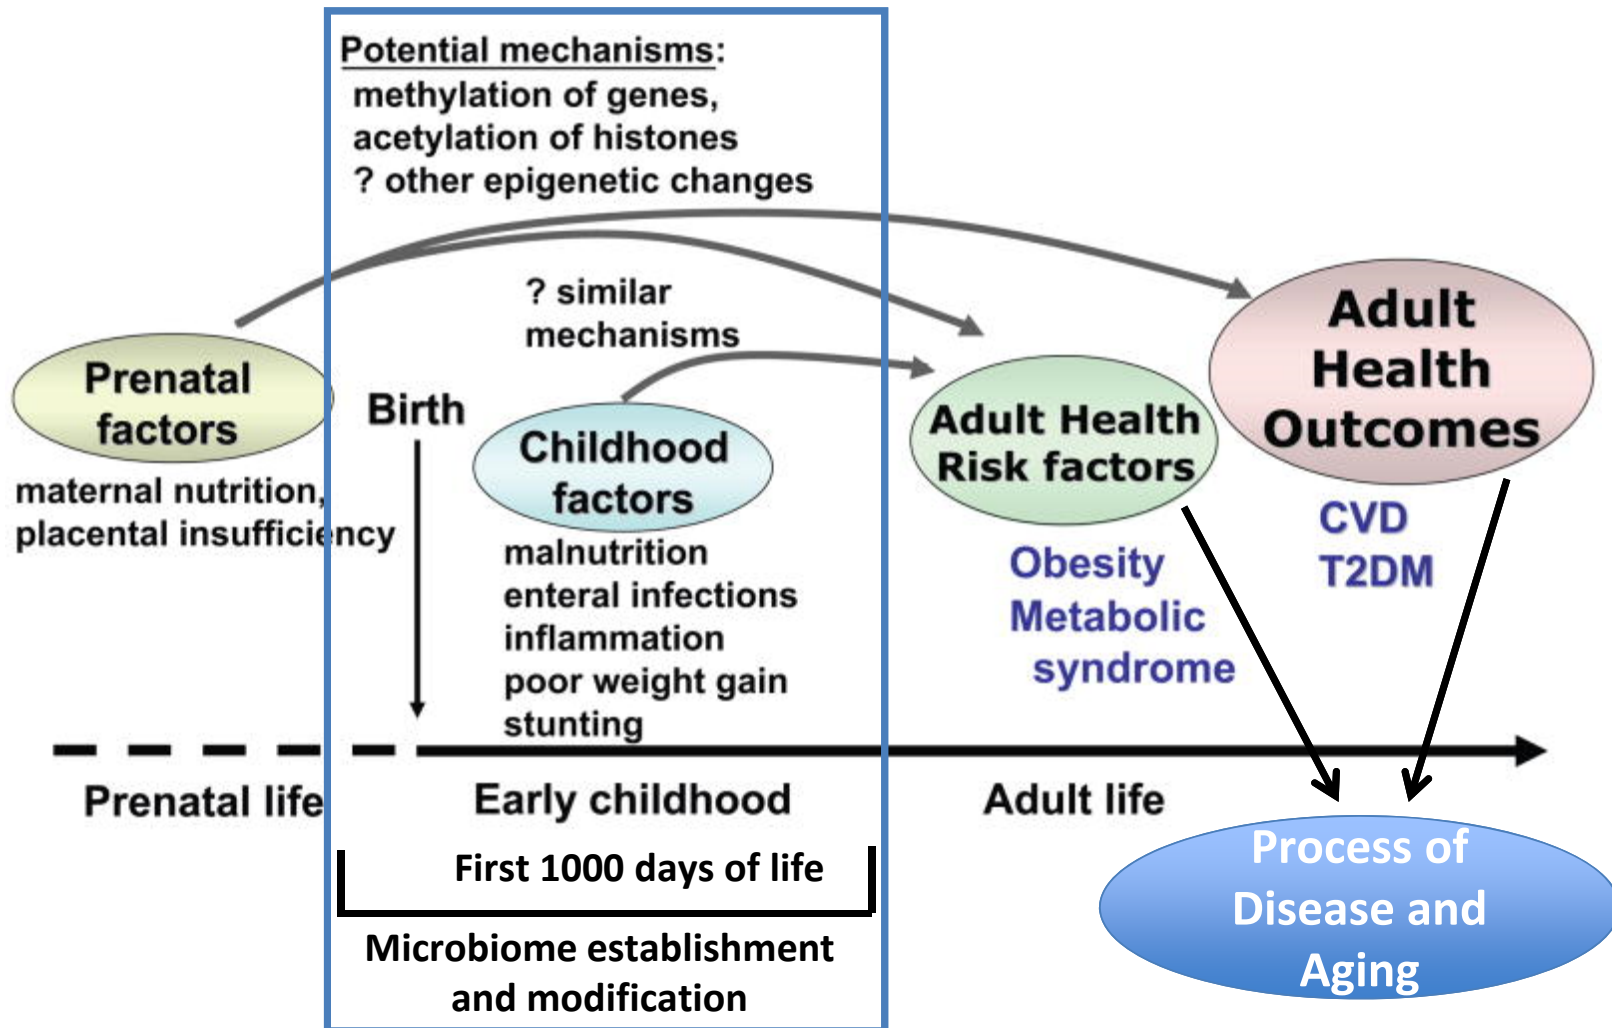 Potential mechanisms:
methylation of genes,
acetylation of histones
? other epigenetic changes
? similar
mechanisms
Prenatal
factors
maternal nutrition,
placental insufficiency
Birth
Childhood
factors
malnutrition
enteral infections
inflammation
poor weight gain
stunting
Adult Health
Risk factors
Obesity
Metabolic
syndrome
Adult
Health
Outcomes
CVD
T2DM
Prenatal life
Early childhood
Adult life
First 1000 days of life
Microbiome establishment
and modification
Process of
Disease and
Aging